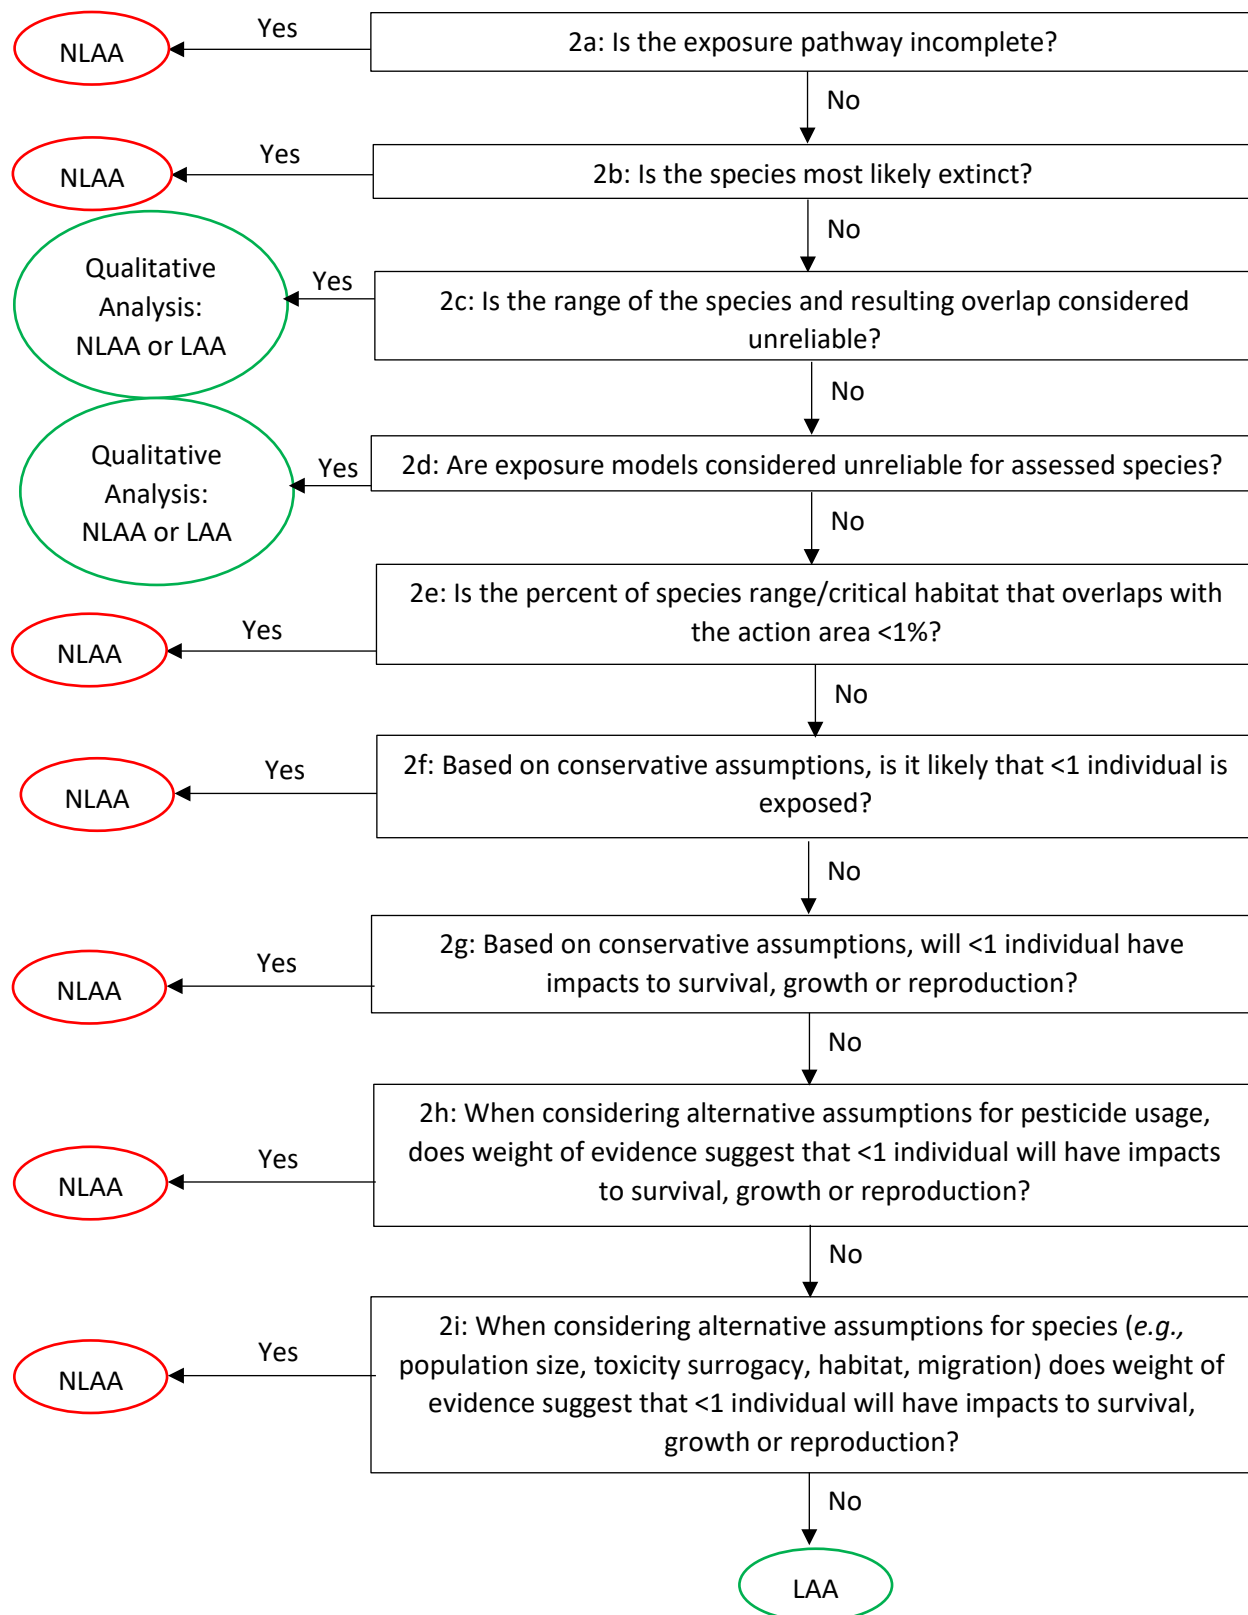 Yes
NLAA
2a: Is the exposure pathway incomplete?
No
Yes
NLAA
2b: Is the species most likely extinct?
No
Qualitative
Analysis:
NLAA or LAA
Yes
2c: Is the range of the species and resulting overlap considered
unreliable?
No
Qualitative
Analysis:
NLAA or LAA
Yes
2d: Are exposure models considered unreliable for assessed species?
No
2e: Is the percent of species range/critical habitat that overlaps with
the action area <1%?
Yes
NLAA
No
2f: Based on conservative assumptions, is it likely that <1 individual is
exposed?
Yes
NLAA
No
2g: Based on conservative assumptions, will <1 individual have
impacts to survival, growth or reproduction?
Yes
NLAA
No
2h: When considering alternative assumptions for pesticide usage,
does weight of evidence suggest that <1 individual will have impacts
to survival, growth or reproduction?
Yes
NLAA
No
2i: When considering alternative assumptions for species (e.g.,
population size, toxicity surrogacy, habitat, migration) does weight of
evidence suggest that <1 individual will have impacts to survival,
growth or reproduction?
Yes
NLAA
No
LAA